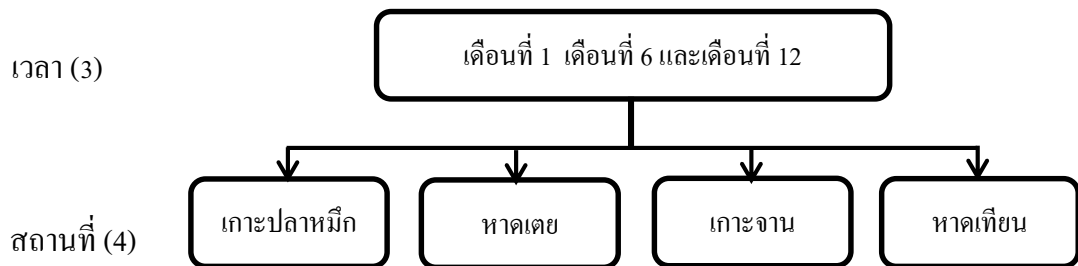 เวลา (3)
เดือนที่ 1 เดือนที่ 6 และเดือนที่ 12
สถานที่ (4)
เกาะปลาหมึก
หาดเตย
เกาะจาน
หาดเทียน